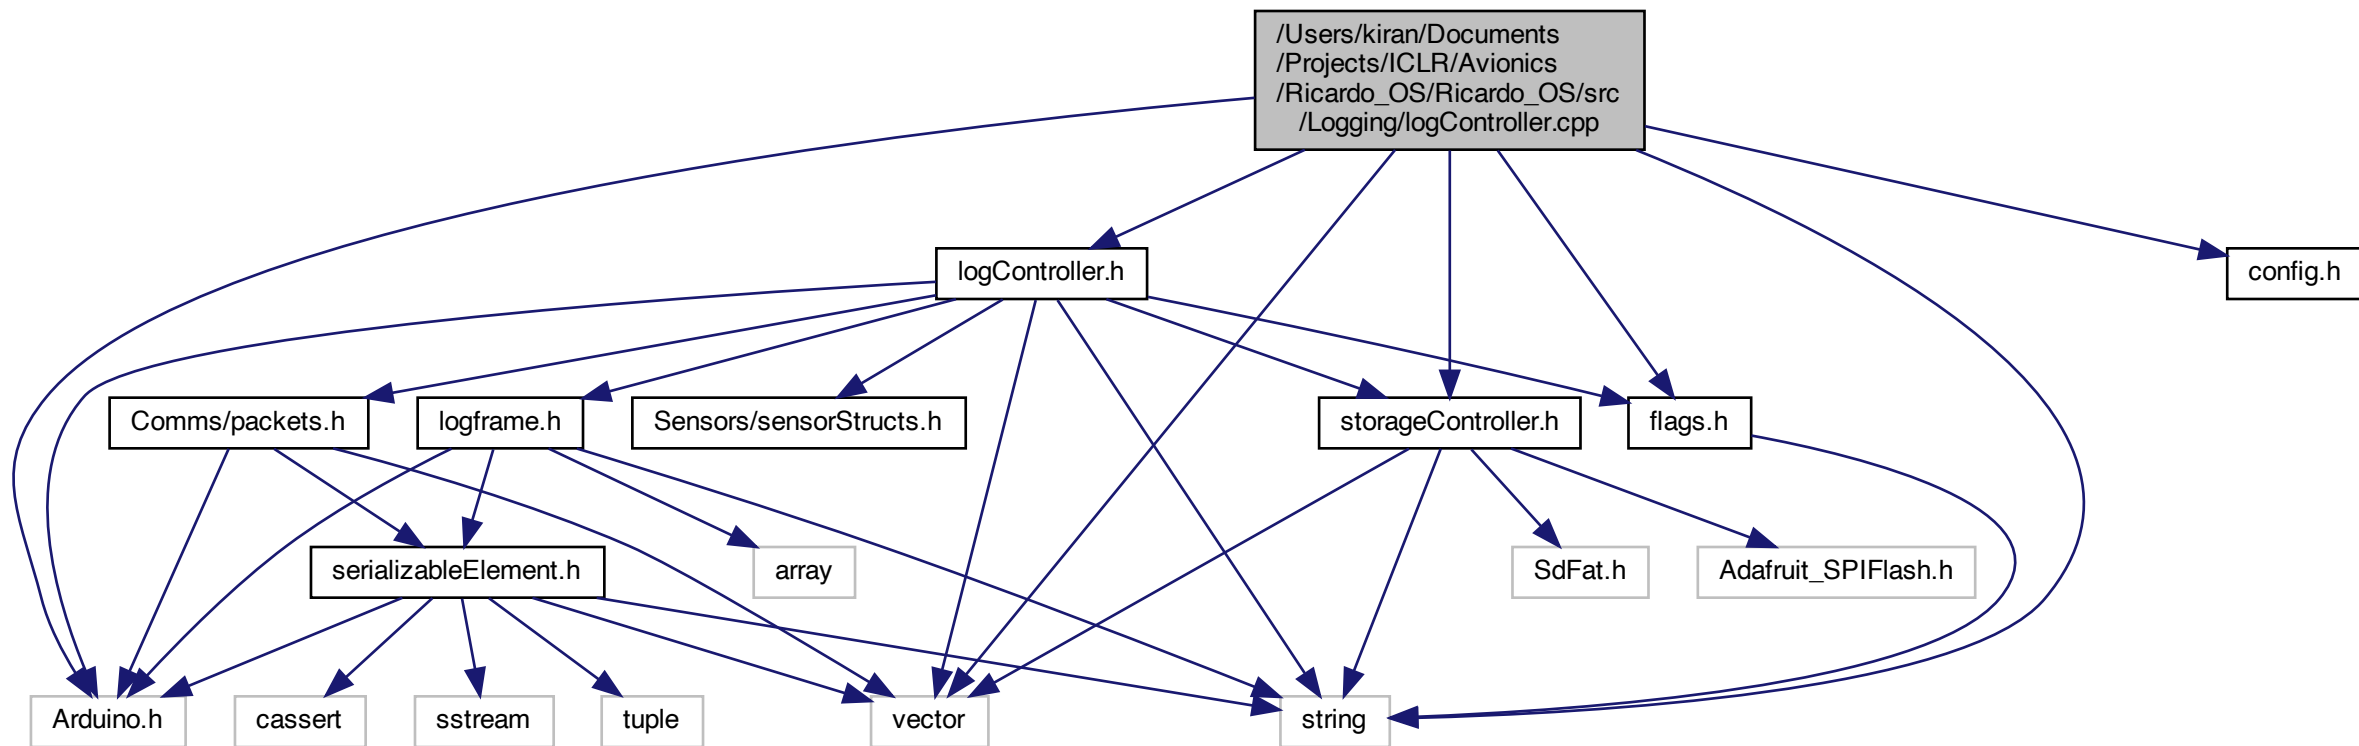 /Users/kiran/Documents
/Projects/ICLR/Avionics
/Ricardo_OS/Ricardo_OS/src
/Logging/logController.cpp
logController.h
config.h
Comms/packets.h
logframe.h
Sensors/sensorStructs.h
storageController.h
flags.h
serializableElement.h
array
SdFat.h
Adafruit_SPIFlash.h
Arduino.h
cassert
sstream
tuple
vector
string